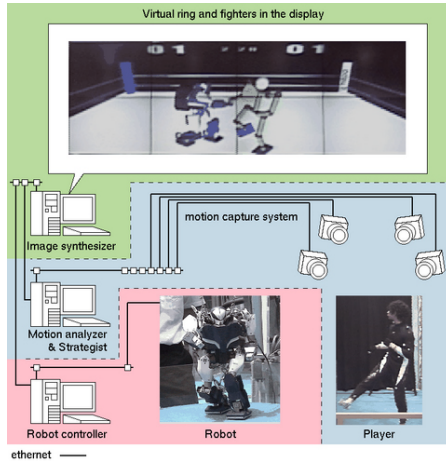 Virtual ring and fighters in the display
01
01
Image synthesizer
motion capture system
Motion analyzer
& Strategist
Robot controller
Robot
Player
ethernet